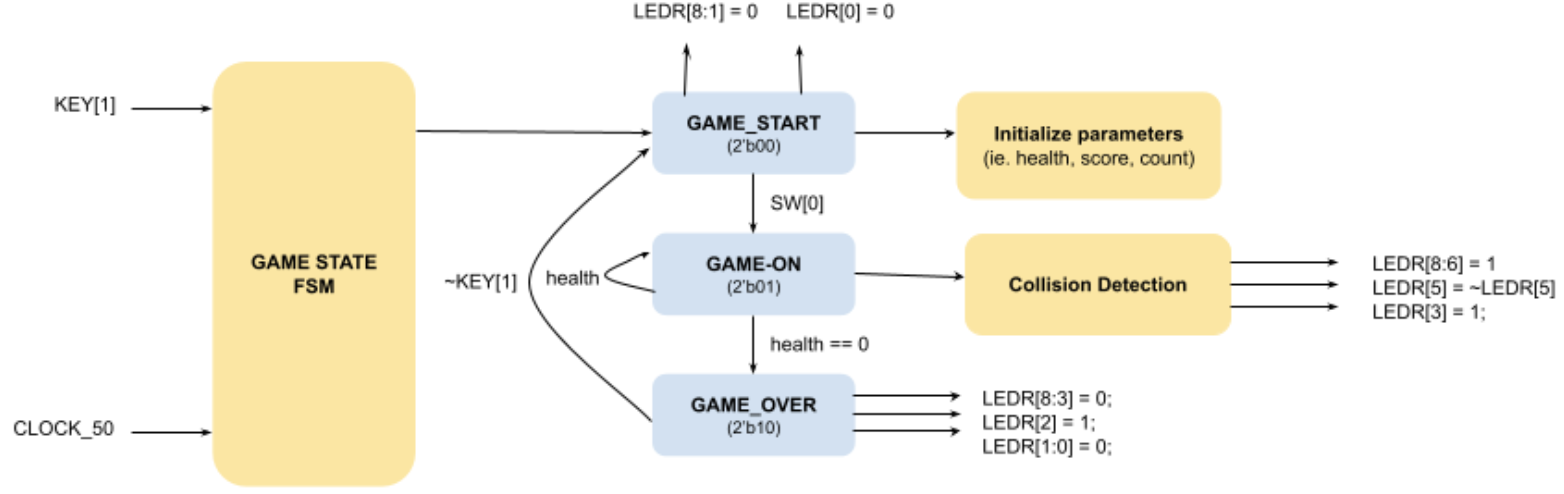 LEDR[8:1] = 0
LEDR[0] = 0
KEY[1]
GAME_START
(2'b00)
Initialize parameters
(ie. health, score, count)
SW[0]
GAME STATE
FSM
~KEY[1]
health
GAME-ON
(2'b01)
Collision Detection
LEDR[8:6] = 1
LEDR[5] = ~LEDR[5]
LEDR[3] = 1;
health == 0
GAME_OVER
(2'b10)
LEDR[8:3] = 0;
LEDR[2] = 1;
LEDR[1:0] = 0;
CLOCK_50